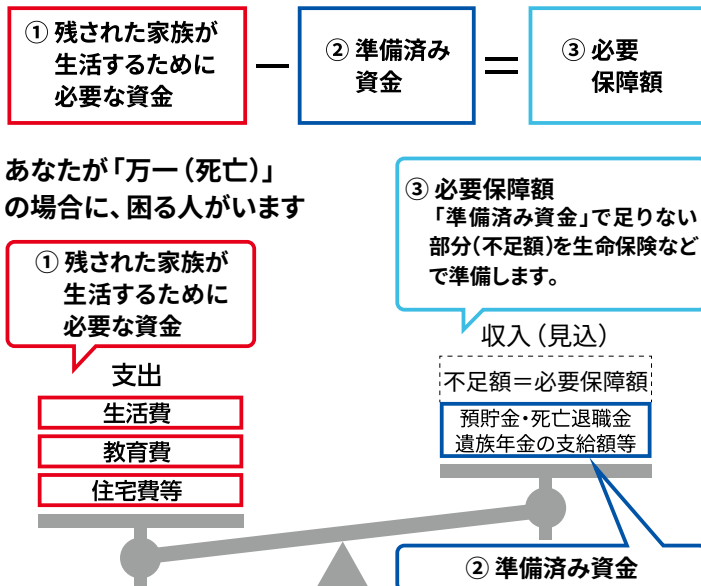 ① 残された家族が
生活するために
必要な資金
－
② 準備済み
資金
＝
③ 必要
保障額
あなたが「万一（死亡）」
の場合に、困る人がいます
① 残された家族が
生活するために
必要な資金
支出
生活費
教育費
住宅費等
③ 必要保障額
「準備済み資金」で足りない
部分（不足額）を生命保険など
で準備します。
収入（見込）
不足額＝必要保障額
預貯金・死亡退職金
遺族年金の支給額等
② 準備済み資金